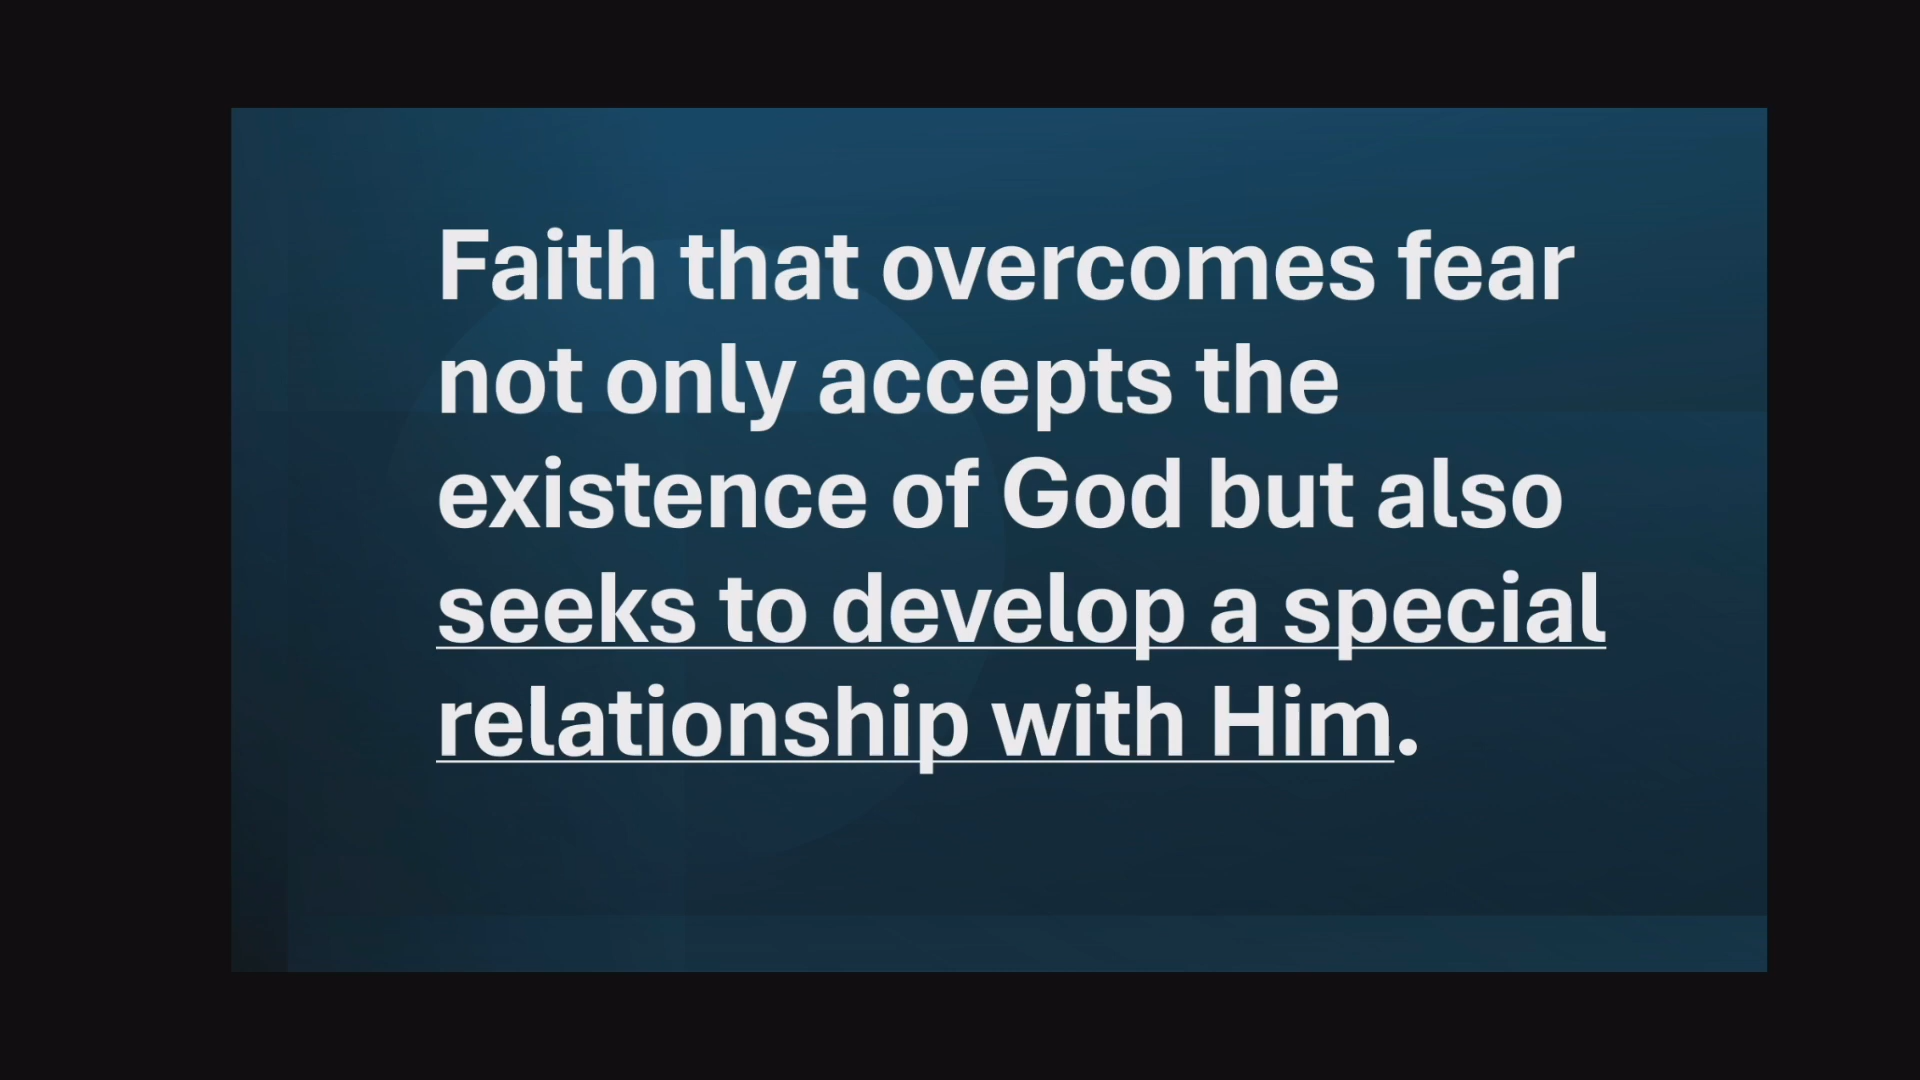 Faith that overcomes fear
not only accepts the
existence of God but also
seeks to develop a special
relationship with Him.